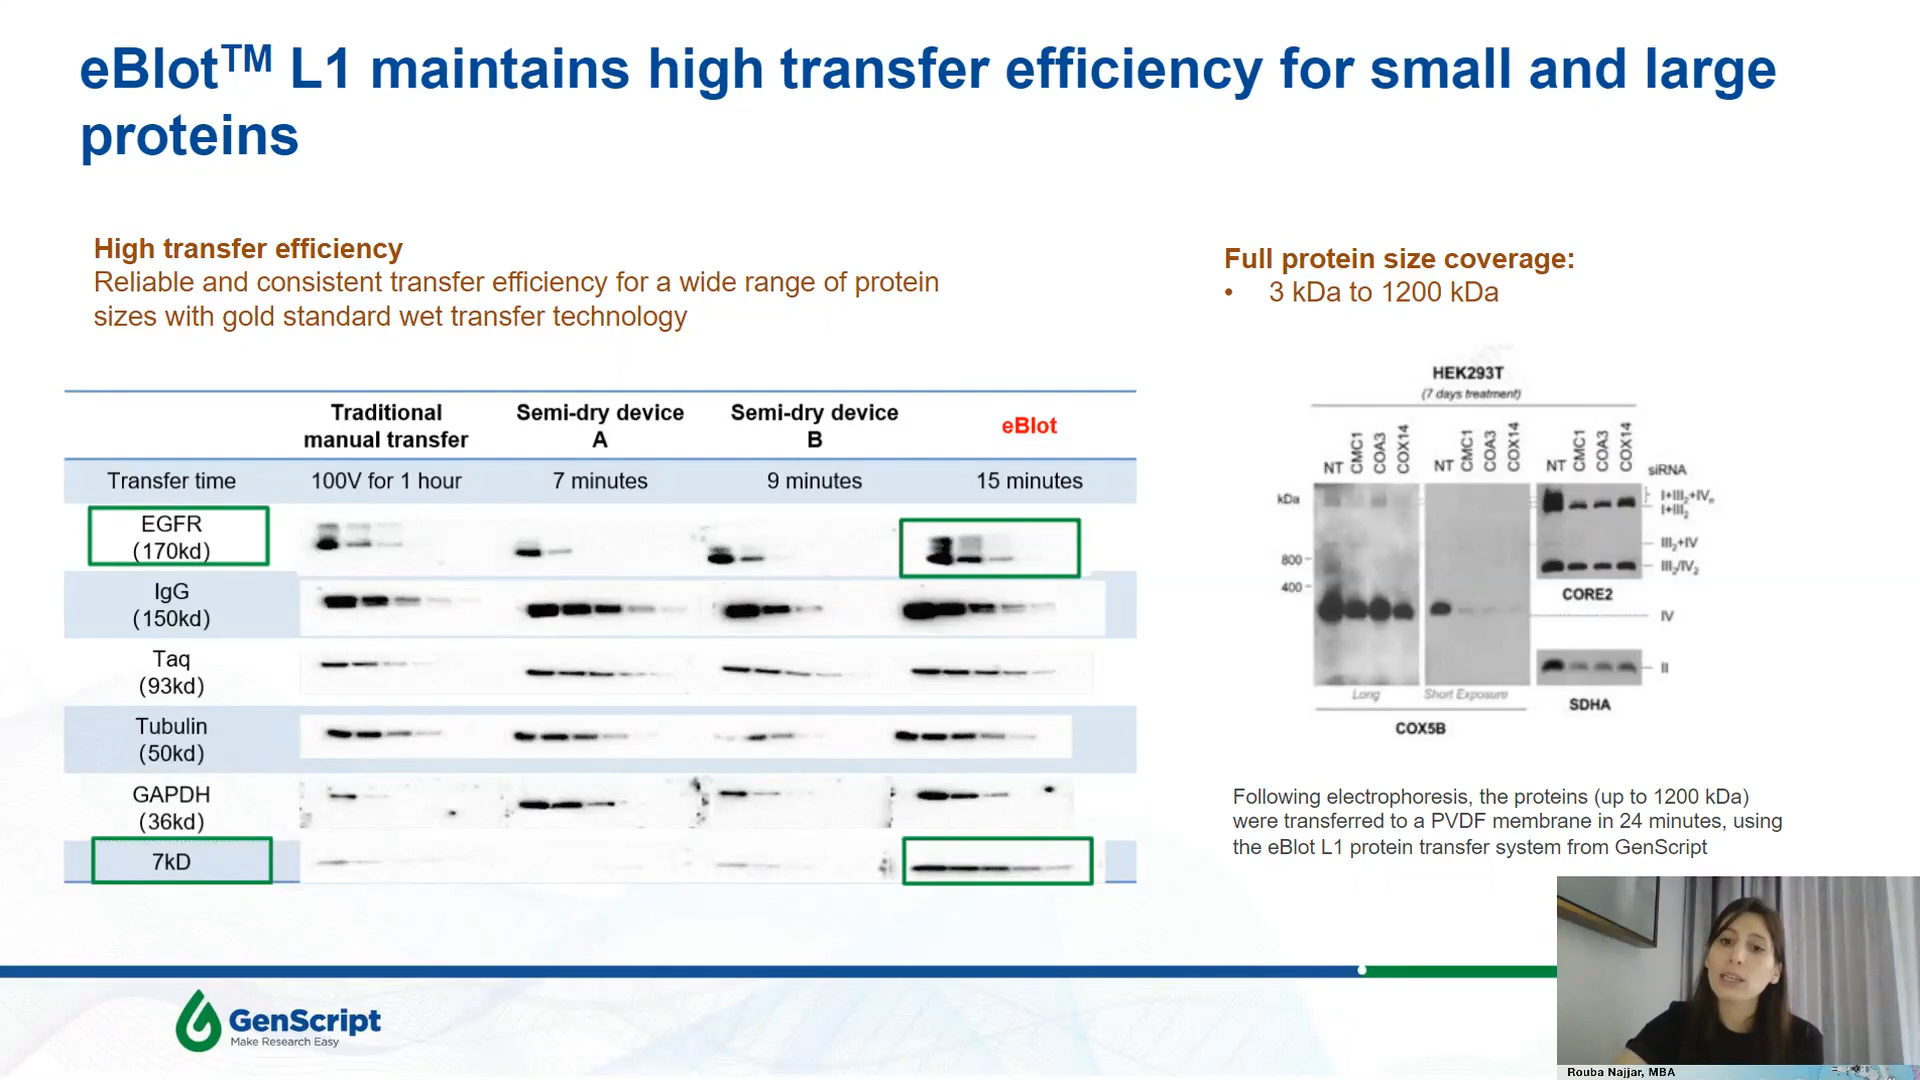 eBlot™ L1 maintains high transfer efficiency for small and large
proteins
High transfer efficiency
Reliable and consistent transfer efficiency for a wide range of protein
sizes with gold standard wet transfer technology
Full protein size coverage:
• 3 kDa to 1200 kDa
Traditional manual transfer
Semi-dry device A
Semi-dry device B
eBlot
Transfer time
100V for 1 hour
7 minutes
9 minutes
15 minutes
EGFR
(170kd)
IgG
(150kd)
Taq
(93kd)
Tubulin
(50kd)
GAPDH
(36kd)
7kD
HEK293T
(7 days treatment)
NT CMC1 COA3 COX14
NT CMC1 COA3 COX14
NT CMC1 COA3 COX14
siRNA
kDa
800
400
I+III₂+IVₙ
I+III₂
III₂+IV
III₂/IV₂
CORE2
IV
II
Long
Short Exposure
SDHA
COX5B
Following electrophoresis, the proteins (up to 1200 kDa)
were transferred to a PVDF membrane in 24 minutes, using
the eBlot L1 protein transfer system from GenScript
GenScript
Make Research Easy
Rouba Najjar, MBA